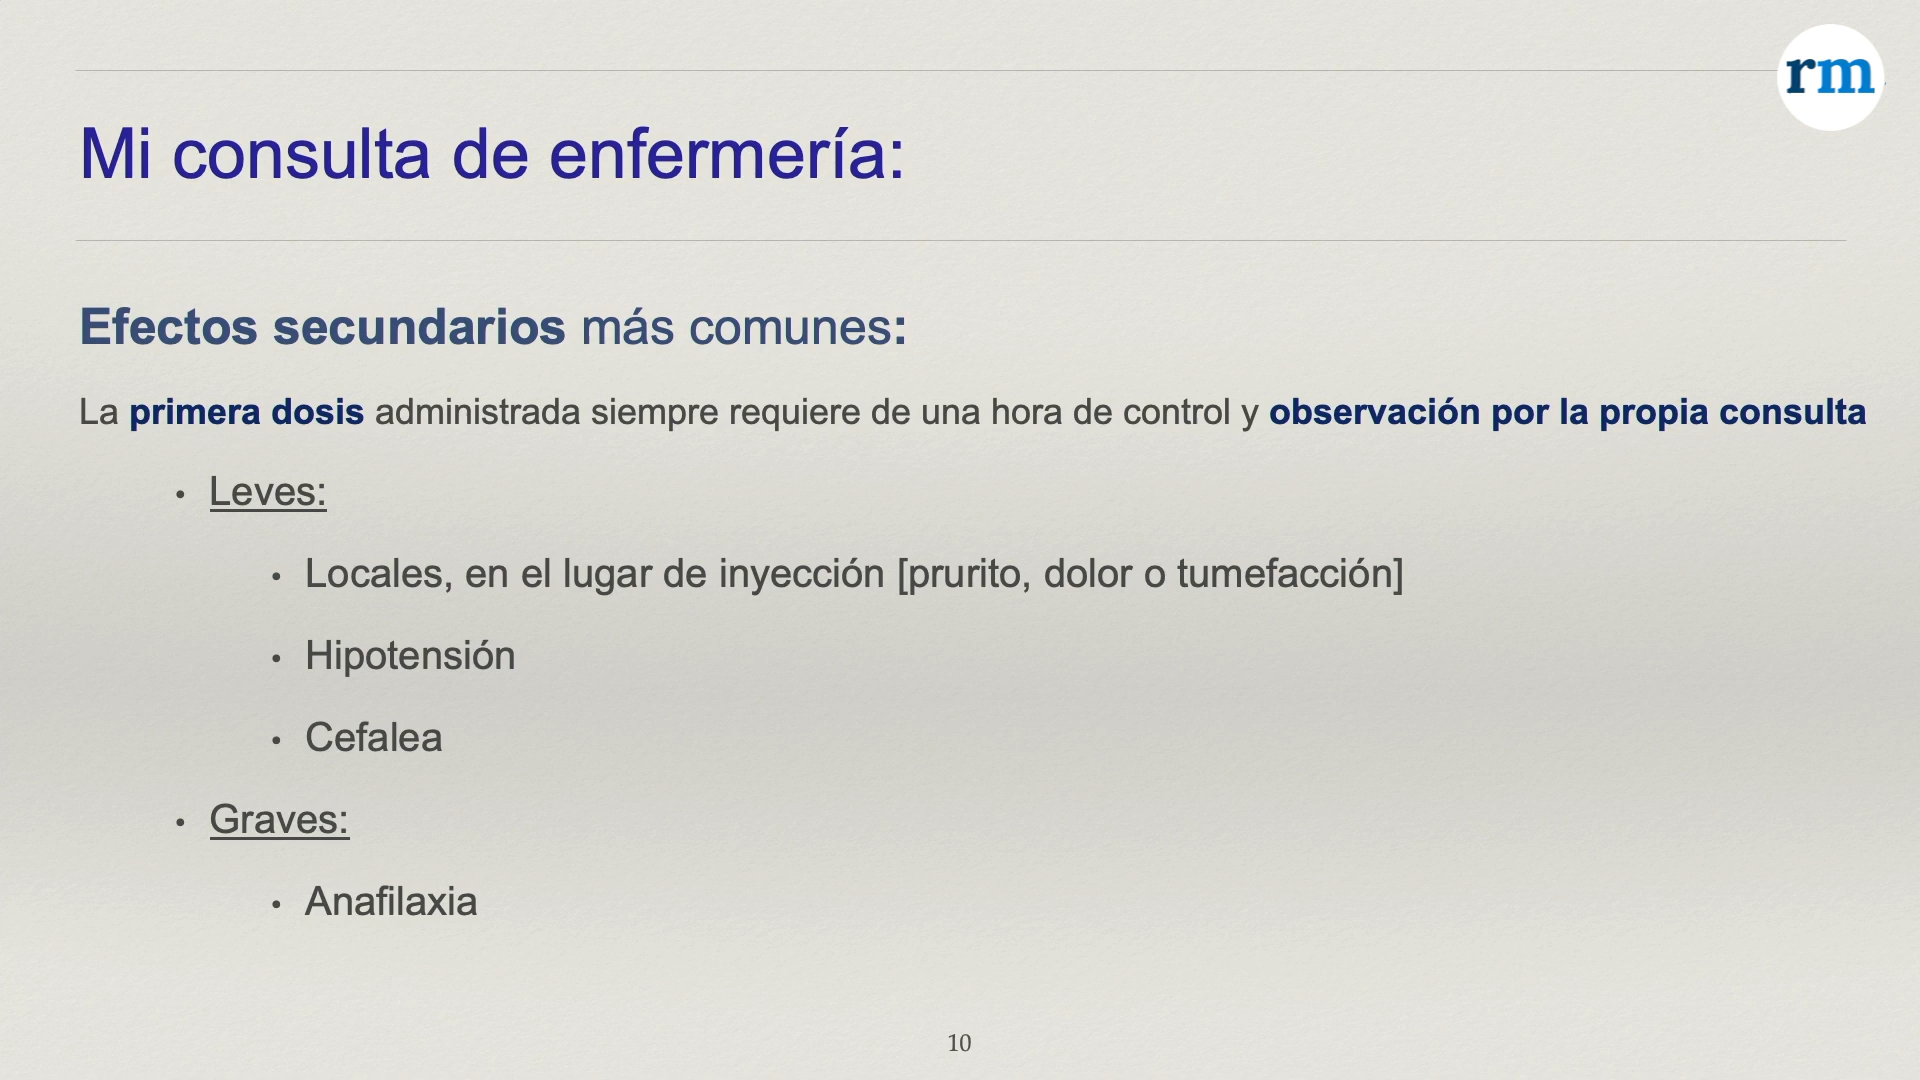 rm
Mi consulta de enfermería:
Efectos secundarios más comunes:
La primera dosis administrada siempre requiere de una hora de control y observación por la propia consulta
• Leves:
• Locales, en el lugar de inyección [prurito, dolor o tumefacción]
• Hipotensión
• Cefalea
• Graves:
• Anafilaxia
10